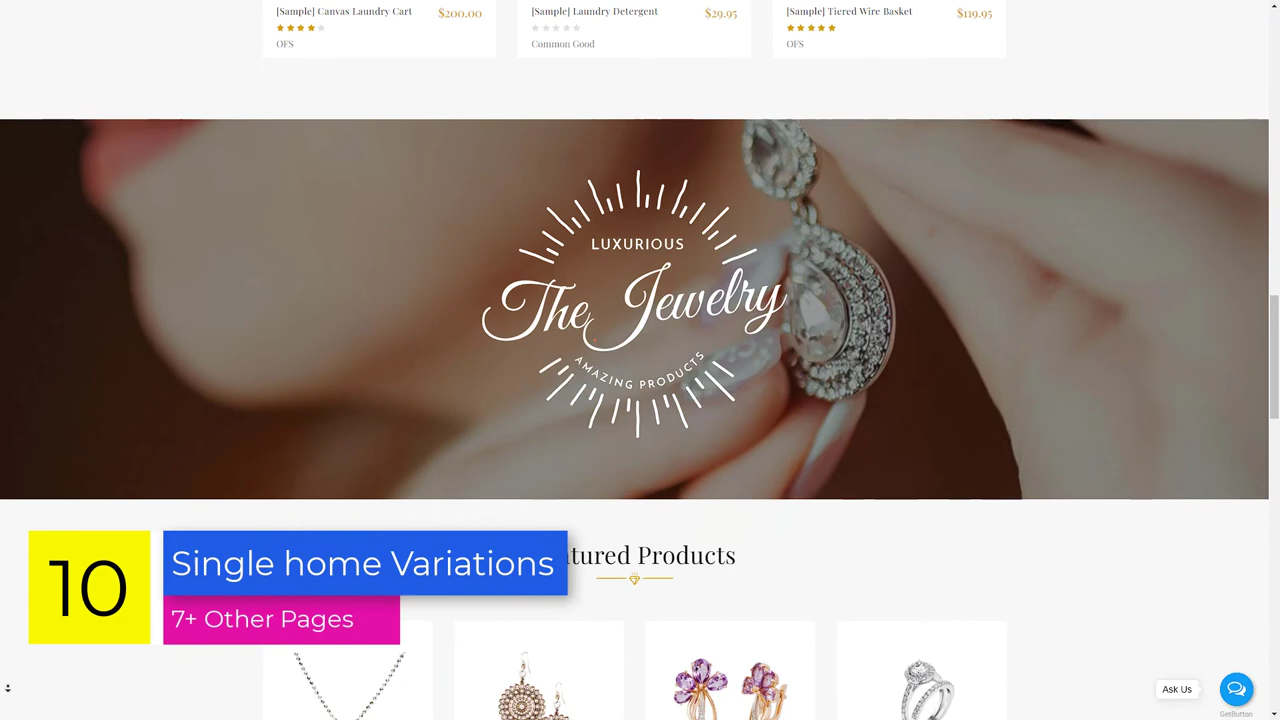 [Sample] Canvas Laundry Cart $200.00
OFS
[Sample] Laundry Detergent $29.95
Common Good
[Sample] Tiered Wire Basket $119.95
OFS
LUXURIOUS
The Jewelry
AMAZING PRODUCTS
tured Products
10
Single home Variations
7+ Other Pages
Ask Us
GetButton